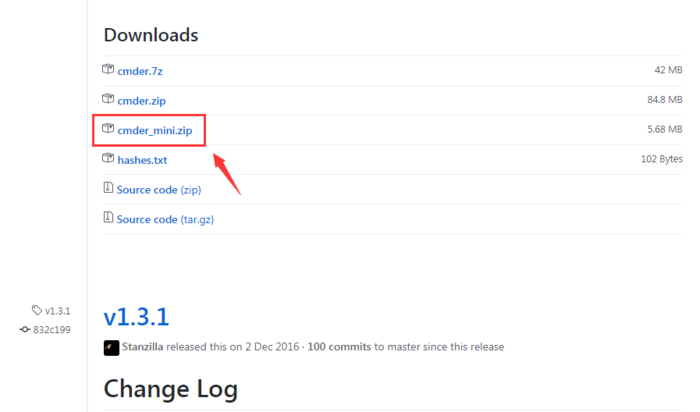 Downloads
cmder.7z 42 MB
cmder.zip 84.8 MB
cmder_mini.zip 5.68 MB
hashes.txt 102 Bytes
Source code (zip)
Source code (tar.gz)
v1.3.1
832c199
v1.3.1
Stanzilla released this on 2 Dec 2016 · 100 commits to master since this release
Change Log